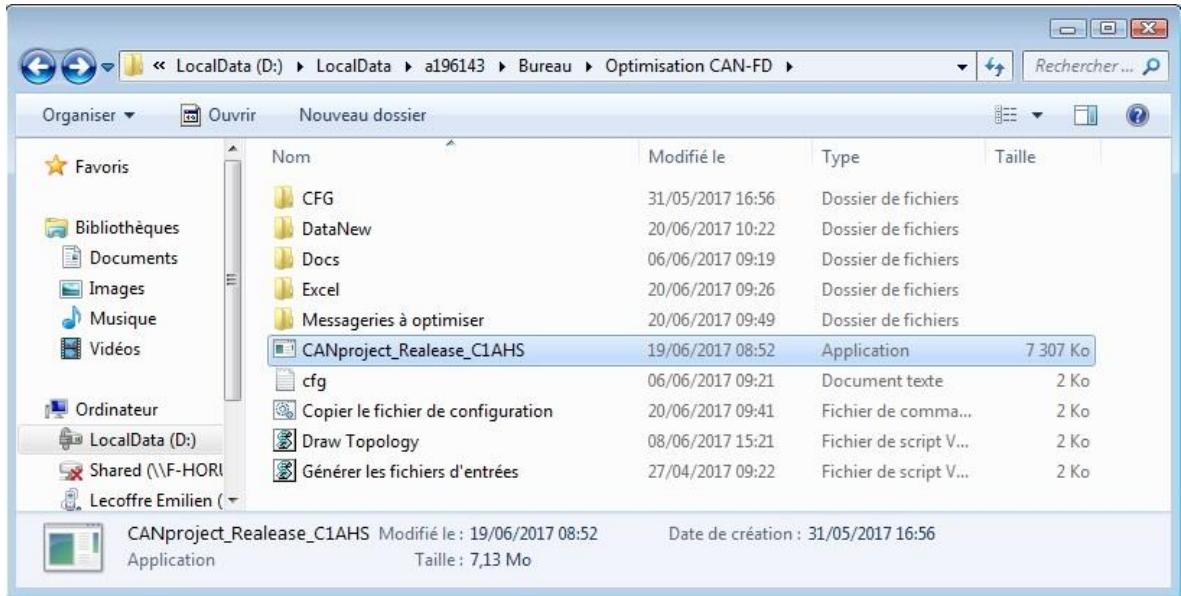 « LocalData (D:) ▸ LocalData ▸ a196143 ▸ Bureau ▸ Optimisation CAN-FD ▸ Rechercher ...
Organiser Ouvrir Nouveau dossier
Favoris
Bibliothèques
Documents
Images
Musique
Vidéos
Ordinateur
LocalData (D:)
Shared (\\F-HORU
Lecoffre Emilien (
Nom Modifié le Type Taille
CFG 31/05/2017 16:56 Dossier de fichiers
DataNew 20/06/2017 10:22 Dossier de fichiers
Docs 06/06/2017 09:19 Dossier de fichiers
Excel 20/06/2017 09:26 Dossier de fichiers
Messageries à optimiser 20/06/2017 09:49 Dossier de fichiers
CANproject_Realease_C1AHS 19/06/2017 08:52 Application 7 307 Ko
cfg 06/06/2017 09:21 Document texte 2 Ko
Copier le fichier de configuration 20/06/2017 09:41 Fichier de comma... 2 Ko
Draw Topology 08/06/2017 15:21 Fichier de script V... 2 Ko
Générer les fichiers d'entrées 27/04/2017 09:22 Fichier de script V... 2 Ko
CANproject_Realease_C1AHS Modifié le : 19/06/2017 08:52 Date de création : 31/05/2017 16:56
Application Taille : 7,13 Mo